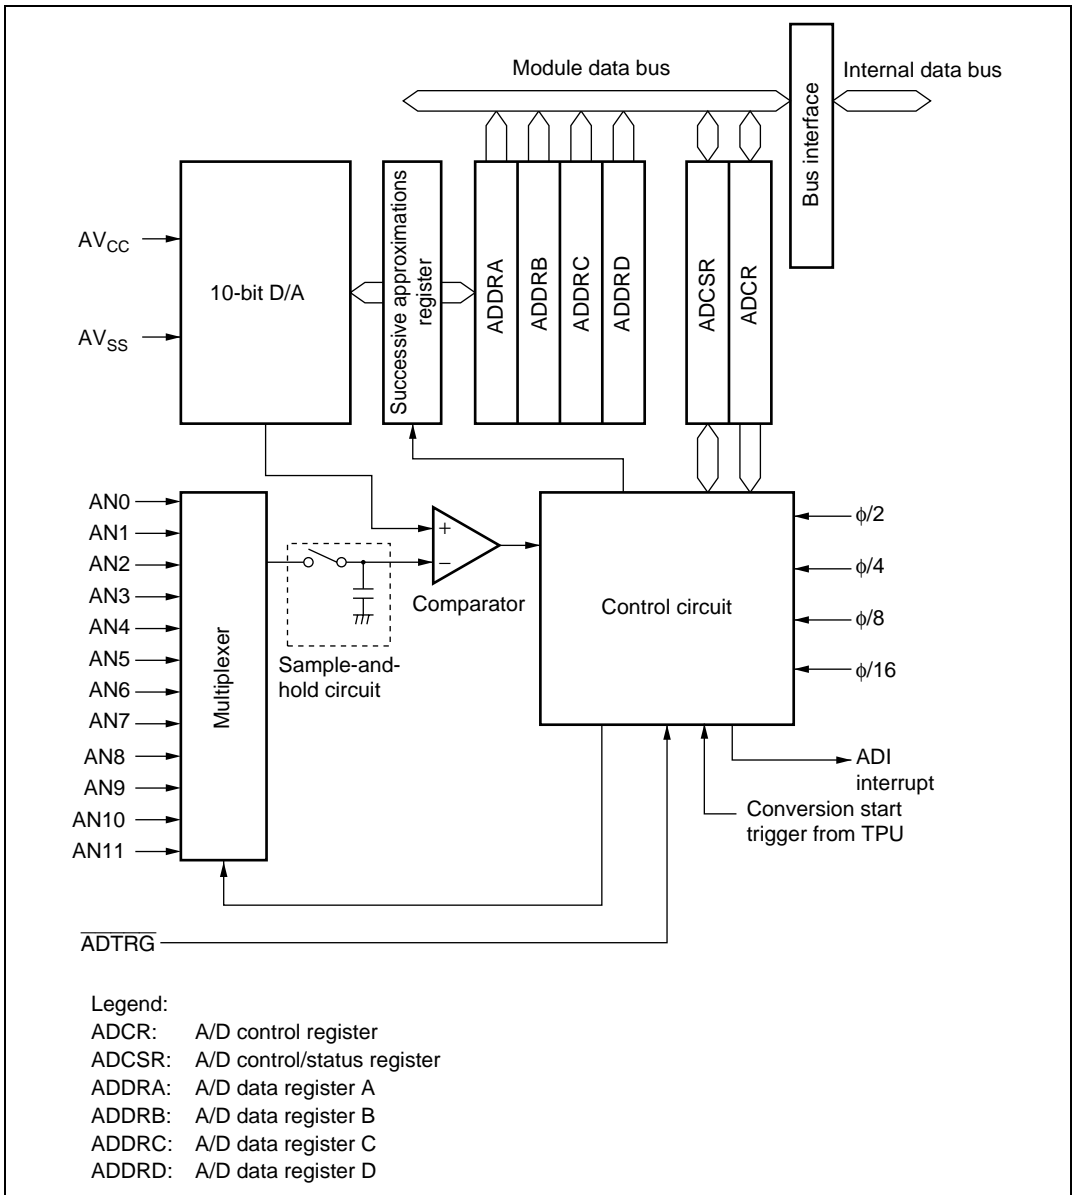 Module data bus
Internal data bus
Bus interface
AVCC
AVSS
10-bit D/A
Successive approximations
register
ADDRA
ADDRB
ADDRC
ADDRD
ADCSR
ADCR
AN0
AN1
AN2
AN3
AN4
AN5
AN6
AN7
AN8
AN9
AN10
AN11
Multiplexer
+
−
Comparator
Sample-and-
hold circuit
Control circuit
ϕ/2
ϕ/4
ϕ/8
ϕ/16
ADI
interrupt
Conversion start
trigger from TPU
ADTRG
Legend:
ADCR: A/D control register
ADCSR: A/D control/status register
ADDRA: A/D data register A
ADDRB: A/D data register B
ADDRC: A/D data register C
ADDRD: A/D data register D